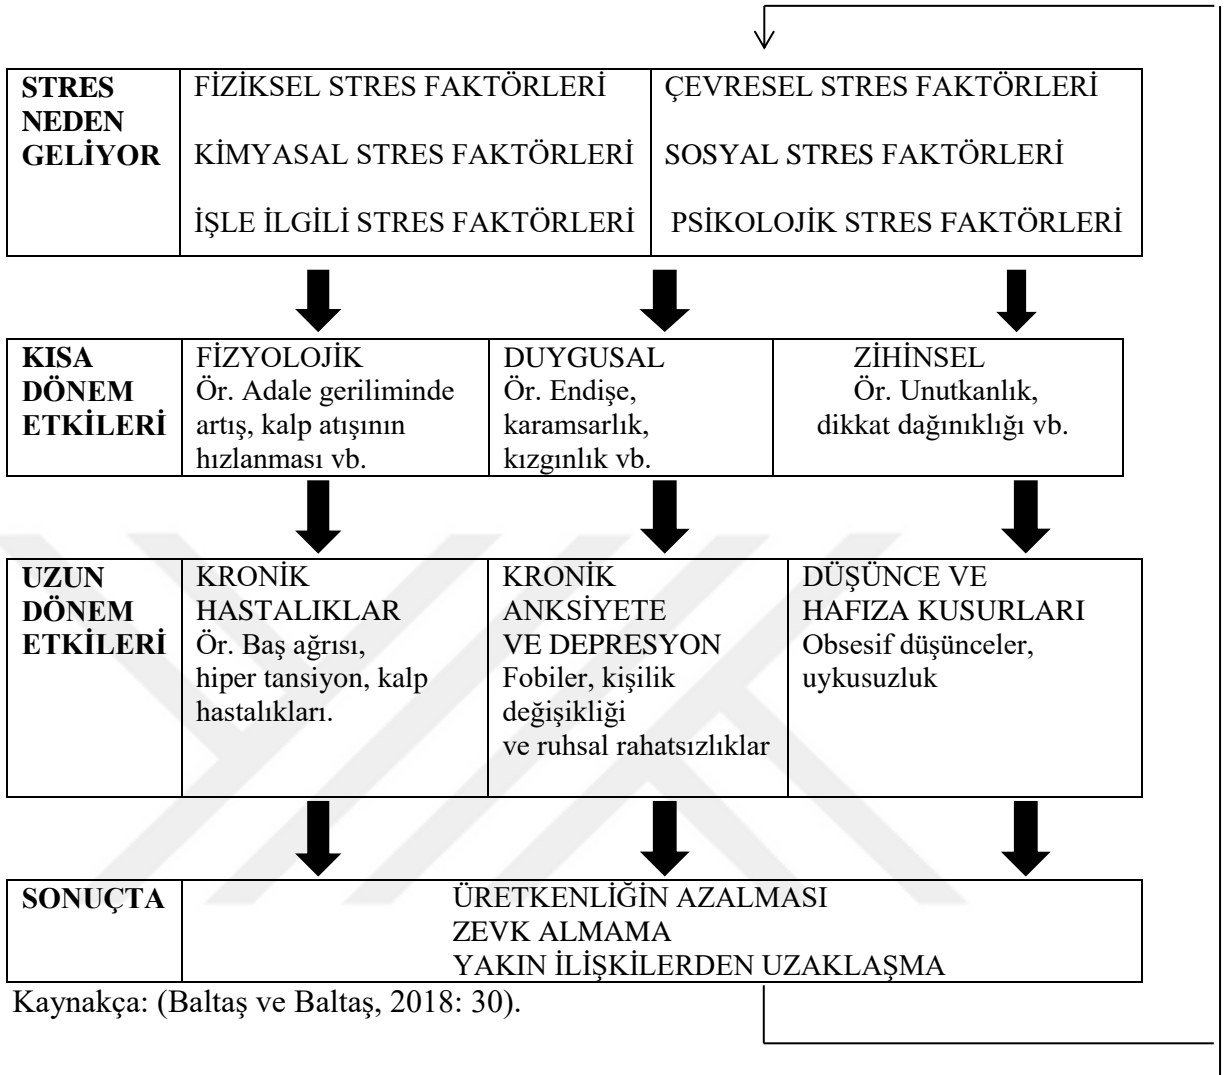 STRES
NEDEN
GELİYOR
FİZİKSEL STRES FAKTÖRLERİ
KİMYASAL STRES FAKTÖRLERİ
İŞLE İLGİLİ STRES FAKTÖRLERİ
ÇEVRESEL STRES FAKTÖRLERİ
SOSYAL STRES FAKTÖRLERİ
PSİKOLOJİK STRES FAKTÖRLERİ
KISA
DÖNEM
ETKİLERİ
FİZYOLOJİK
Ör. Adale geriliminde
artış, kalp atışının
hızlanması vb.
DUYGUSAL
Ör. Endişe,
karamsarlık,
kızgınlık vb.
ZİHİNSEL
Ör. Unutkanlık,
dikkat dağınıklığı vb.
UZUN
DÖNEM
ETKİLERİ
KRONİK
HASTALIKLAR
Ör. Baş ağrısı,
hiper tansiyon, kalp
hastalıkları.
KRONİK
ANKSİYETE
VE DEPRESYON
Fobiler, kişilik
değişikliği
ve ruhsal rahatsızlıklar
DÜŞÜNCE VE
HAFIZA KUSURLARI
Obsesif düşünceler,
uykusuzluk
SONUÇTA
ÜRETKENLİĞİN AZALMASI
ZEVK ALMAMA
YAKIN İLİŞKİLERDEN UZAKLAŞMA
Kaynakça: (Baltaş ve Baltaş, 2018: 30).